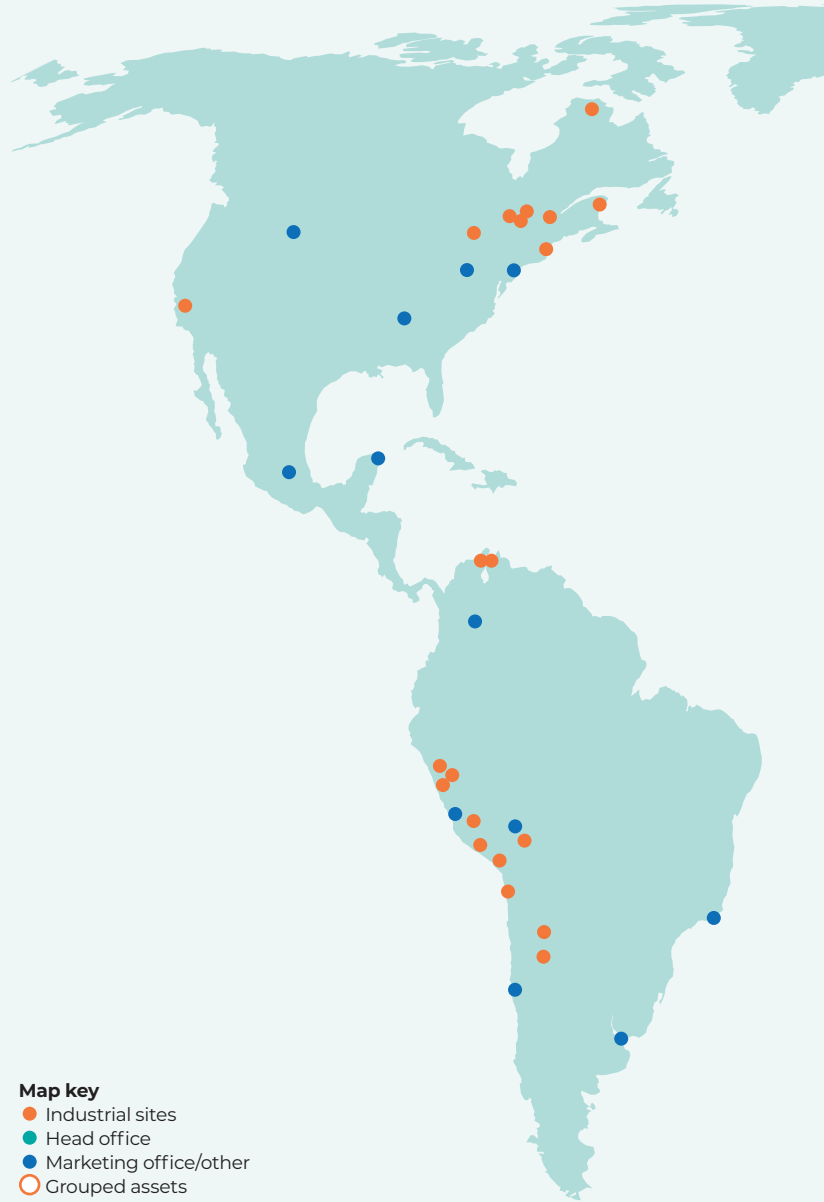 Map key
Industrial sites
Head office
Marketing office/other
Grouped assets